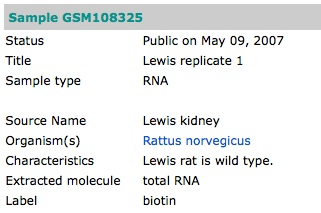 Sample GSM108325
Status Public on May 09, 2007
Title Lewis replicate 1
Sample type RNA
Source Name Lewis kidney
Organism(s) Rattus norvegicus
Characteristics Lewis rat is wild type.
Extracted molecule total RNA
Label biotin